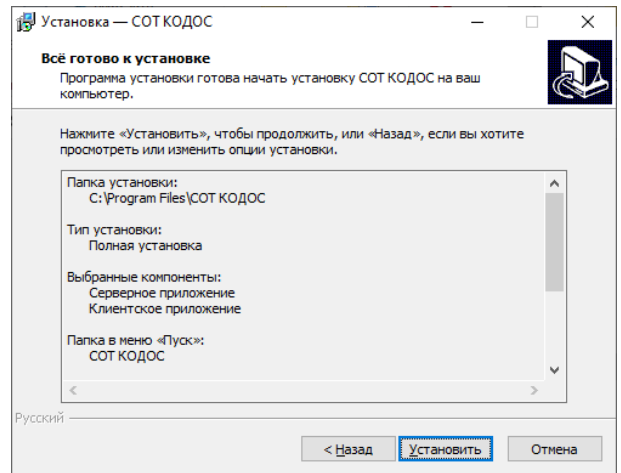 Установка — СОТ КОДОС
Всё готово к установке
Программа установки готова начать установку СОТ КОДОС на ваш
компьютер.
Нажмите «Установить», чтобы продолжить, или «Назад», если вы хотите
просмотреть или изменить опции установки.
Папка установки:
C:\Program Files\СОТ КОДОС
Тип установки:
Полная установка
Выбранные компоненты:
Серверное приложение
Клиентское приложение
Папка в меню «Пуск»:
СОТ КОДОС
Русский
< Назад Установить Отмена